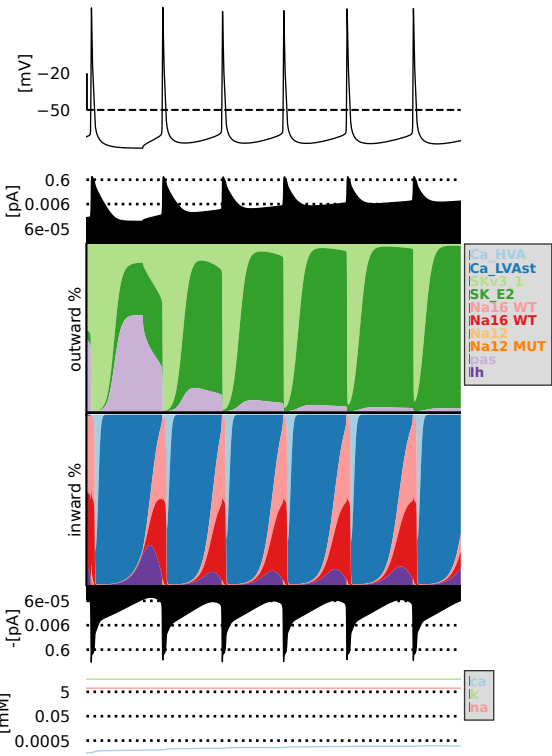 [mV]
−20
−50
[pA]
0.6
0.006
6e-05
outward %
Ca_HVA
Ca_LVAst
SKv3_1
SK_E2
Na16 WT
Na16 WT
Na12
Na12 MUT
pas
Ih
inward %
-[pA]
6e-05
0.006
0.6
ca
k
na
[mM]
5
0.05
0.0005